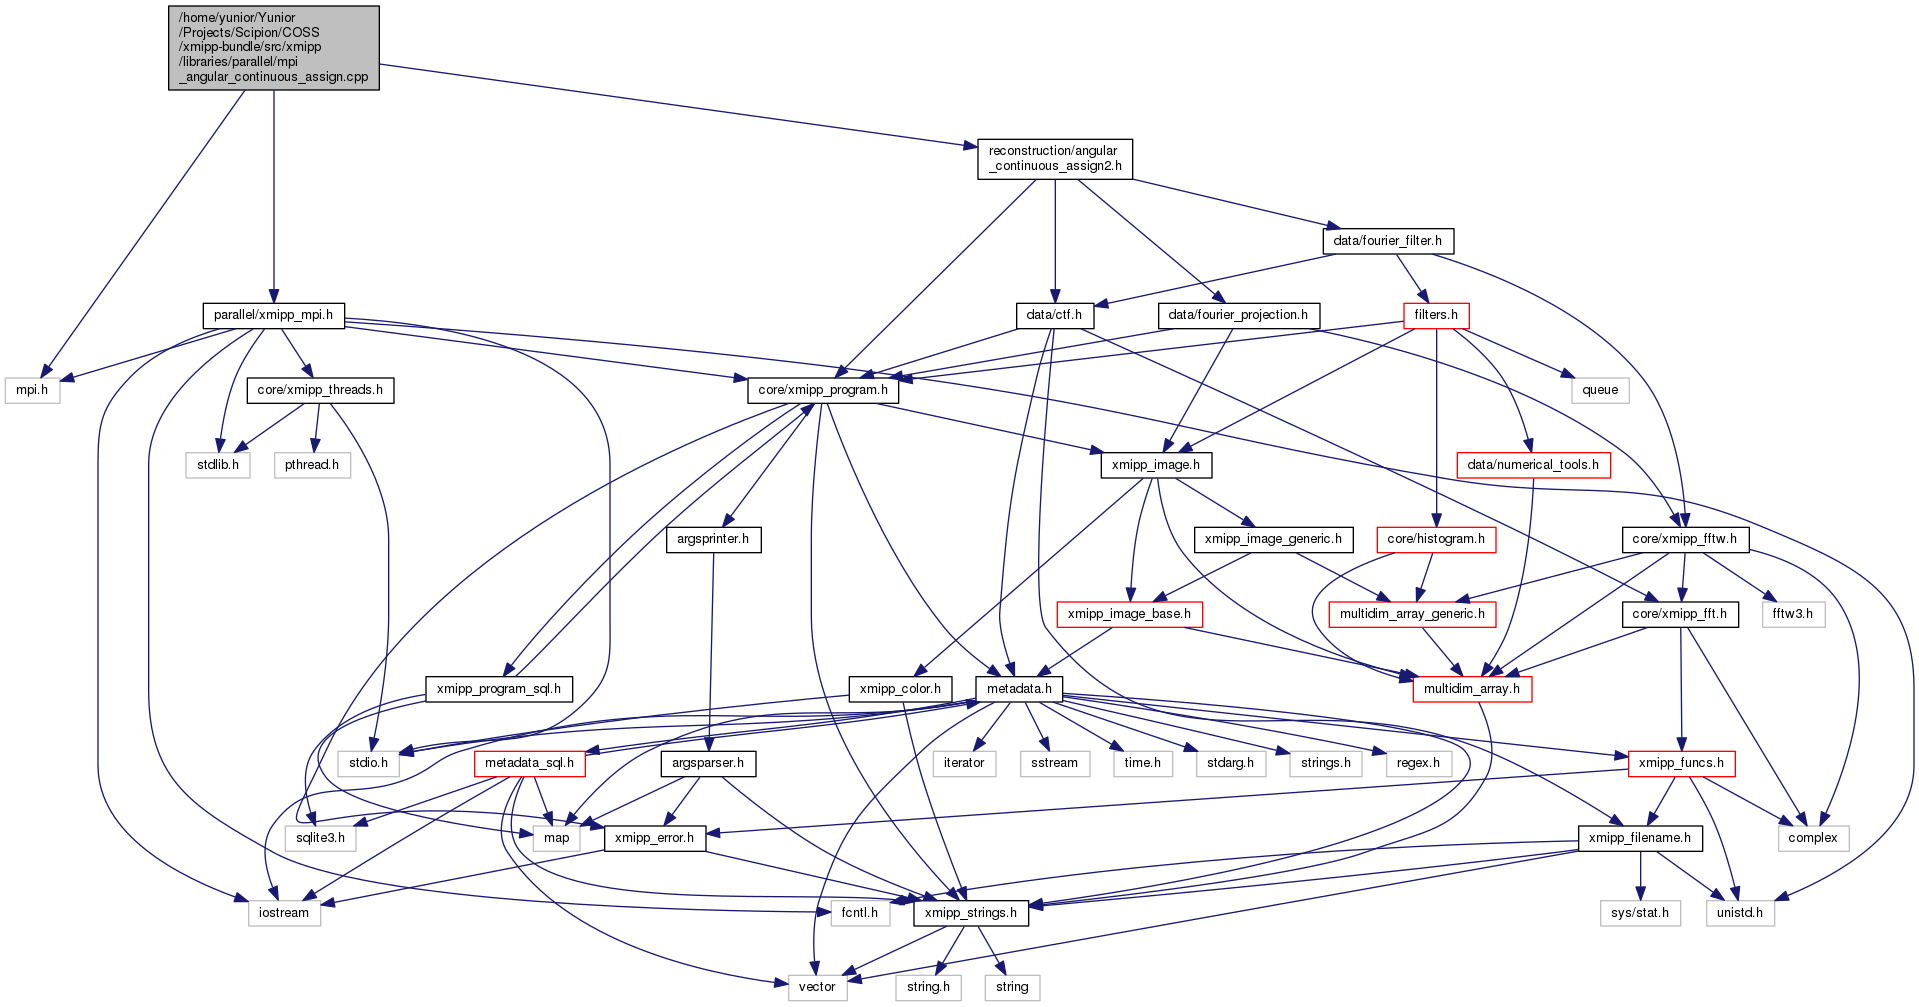 /home/yunior/Yunior
/Projects/Scipion/COSS
/xmipp-bundle/src/xmipp
/libraries/parallel/mpi
_angular_continuous_assign.cpp
reconstruction/angular
_continuous_assign2.h
data/fourier_filter.h
parallel/xmipp_mpi.h
data/ctf.h
data/fourier_projection.h
filters.h
mpi.h
core/xmipp_threads.h
core/xmipp_program.h
queue
stdlib.h
pthread.h
xmipp_image.h
data/numerical_tools.h
argsprinter.h
xmipp_image_generic.h
core/histogram.h
core/xmipp_fftw.h
xmipp_image_base.h
multidim_array_generic.h
core/xmipp_fft.h
fftw3.h
xmipp_program_sql.h
xmipp_color.h
metadata.h
multidim_array.h
stdio.h
metadata_sql.h
argsparser.h
iterator
sstream
time.h
stdarg.h
strings.h
regex.h
xmipp_funcs.h
sqlite3.h
map
xmipp_error.h
xmipp_filename.h
complex
iostream
fcntl.h
xmipp_strings.h
sys/stat.h
unistd.h
vector
string.h
string